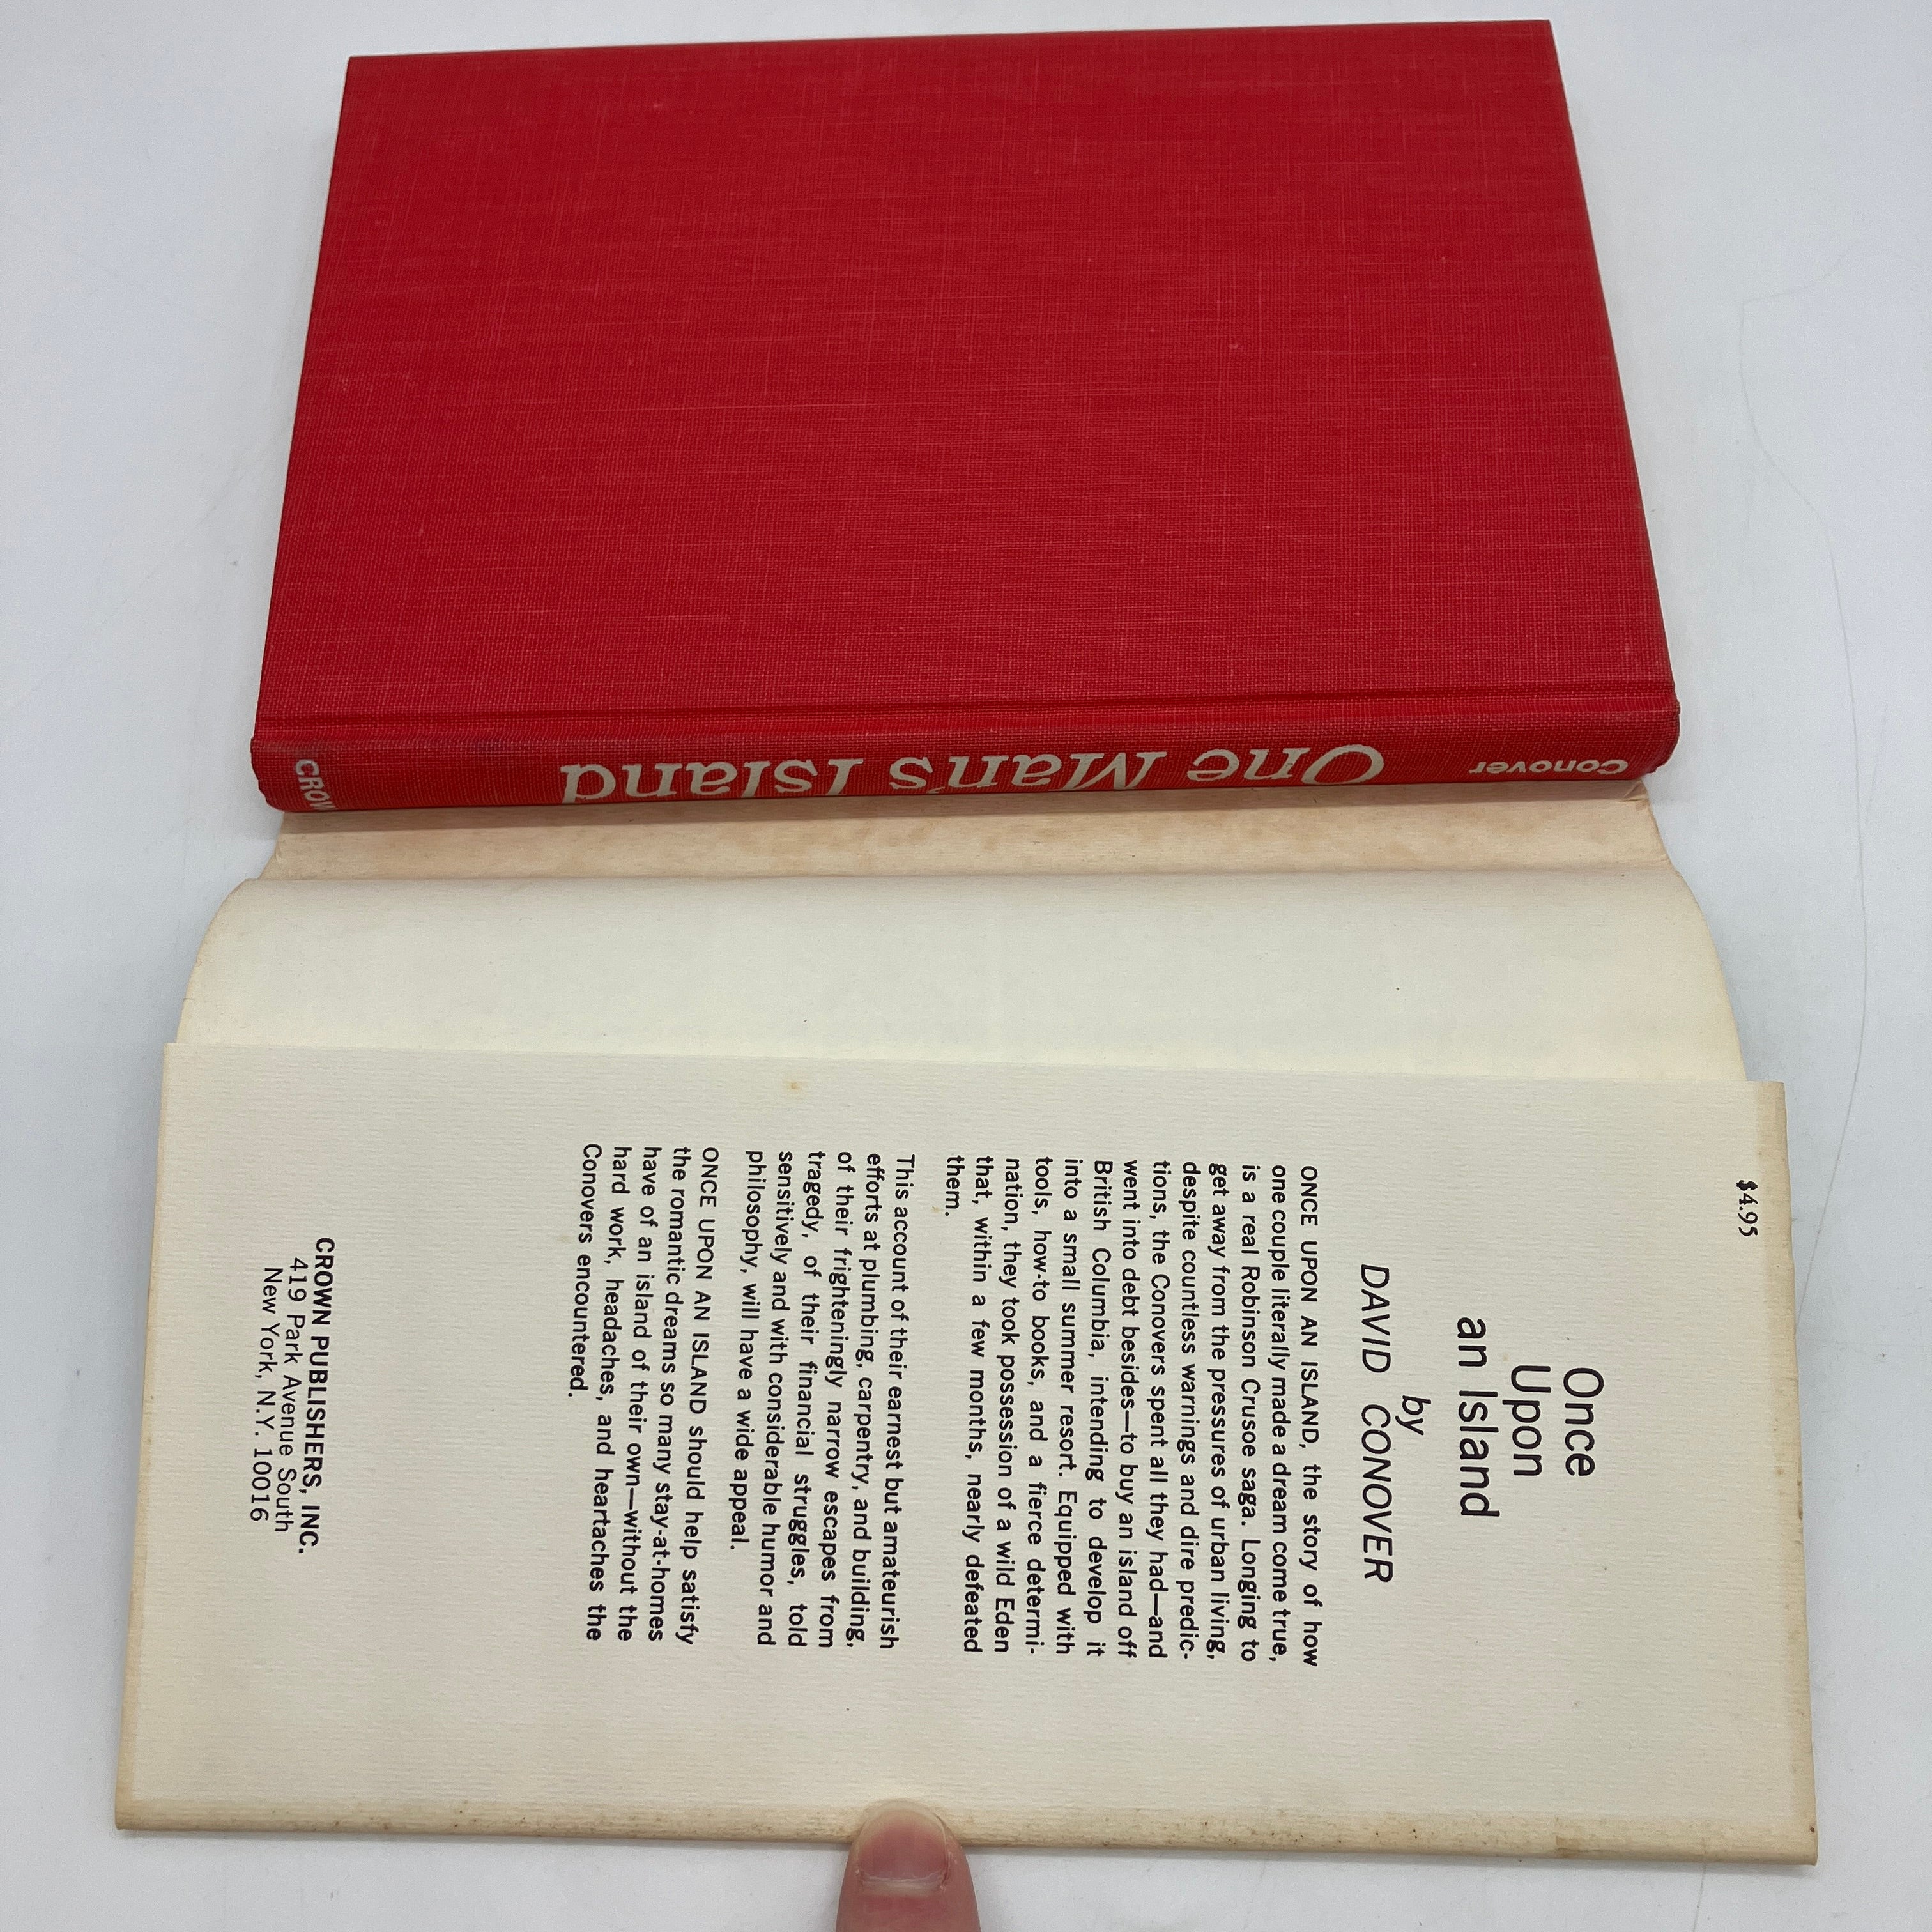 Conover
One Man's Island
CROW
$4.95
Once
Upon
an Island
by
DAVID CONOVER
ONCE UPON AN ISLAND, the story of how
one couple literally made a dream come true,
is a real Robinson Crusoe saga. Longing to
get away from the pressures of urban living,
despite countless warnings and dire predic-
tions, the Conovers spent all they had—and
went into debt besides—to buy an island off
British Columbia, intending to develop it
into a small summer resort. Equipped with
tools, how-to books, and a fierce determi-
nation, they took possession of a wild Eden
that, within a few months, nearly defeated
them.
This account of their earnest but amateurish
efforts at plumbing, carpentry, and building,
of their frighteningly narrow escapes from
tragedy, of their financial struggles, told
sensitively and with considerable humor and
philosophy, will have a wide appeal.
ONCE UPON AN ISLAND should help satisfy
the romantic dreams so many stay-at-homes
have of an island of their own—without the
hard work, headaches, and heartaches the
Conovers encountered.
CROWN PUBLISHERS, INC.
419 Park Avenue South
New York, N.Y. 10016